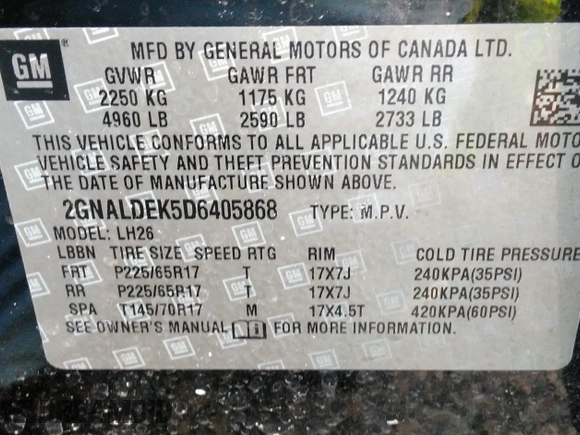 GM
MFD BY GENERAL MOTORS OF CANADA LTD.
GVWR GAWR FRT GAWR RR
2250 KG 1175 KG 1240 KG
4960 LB 2590 LB 2733 LB
THIS VEHICLE CONFORMS TO ALL APPLICABLE U.S. FEDERAL MOTO
VEHICLE SAFETY AND THEFT PREVENTION STANDARDS IN EFFECT O
THE DATE OF MANUFACTURE SHOWN ABOVE.
2GNALDEK5D6405868 TYPE: M.P.V.
MODEL: LH26
LBBN TIRE SIZE SPEED RTG RIM COLD TIRE PRESSURE
FRT P225/65R17 T 17X7J 240KPA(35PSI)
RR P225/65R17 T 17X7J 240KPA(35PSI)
SPA T145/70R17 M 17X4.5T 420KPA(60PSI)
SEE OWNER'S MANUAL FOR MORE INFORMATION.